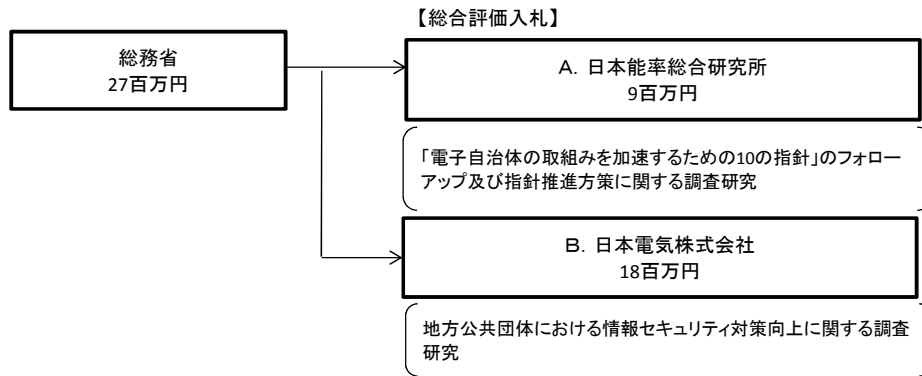 【総合評価入札】
総務省
27百万円
A. 日本能率総合研究所
9百万円
「電子自治体の取組みを加速するための10の指針」のフォロー
アップ及び指針推進方策に関する調査研究
B. 日本電気株式会社
18百万円
地方公共団体における情報セキュリティ対策向上に関する調査
研究